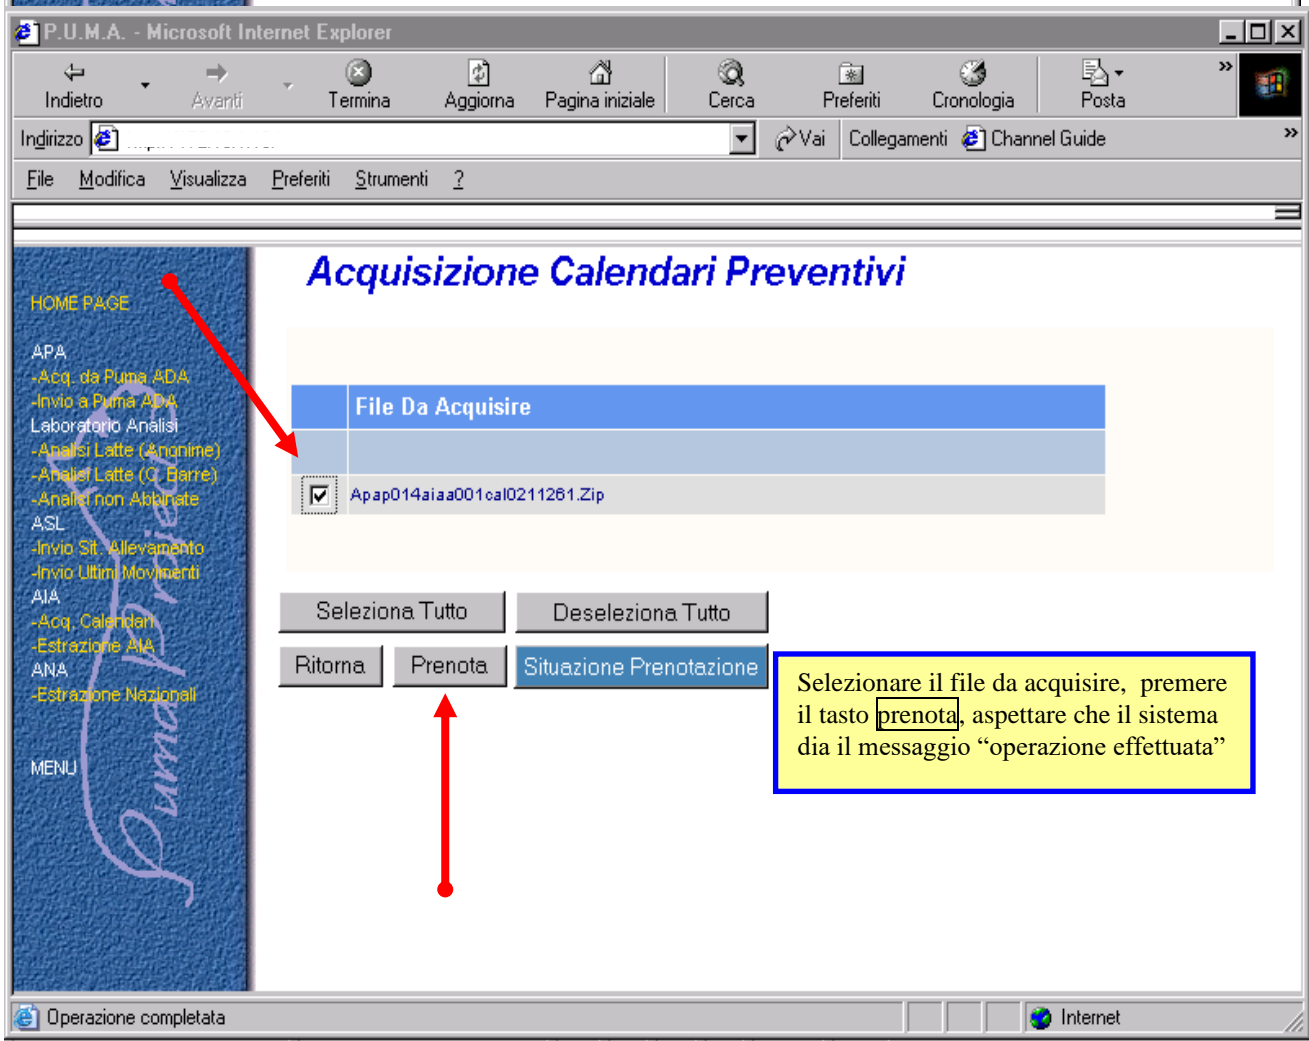 P.U.M.A. - Microsoft Internet Explorer
Indietro Avanti Termina Aggiorna Pagina iniziale Cerca Preferiti Cronologia Posta »
Indirizzo Vai Collegamenti Channel Guide »
File Modifica Visualizza Preferiti Strumenti ?
Acquisizione Calendari Preventivi
HOME PAGE
APA
-Acq. da Puma ADA
-Invio a Puma ADA
Laboratorio Analisi
-Analisi Latte (Anonime)
-Analisi Latte (C. Barre)
-Analisi non Abbinate
ASL
-Invio Sit. Allevamento
-Invio Ultimi Movimenti
AIA
-Acq. Calendari
-Estrazione AIA
ANA
-Estrazione Nazionali
MENU
Puma Project
File Da Acquisire
Apap014aiaa001cal0211261.Zip
Seleziona Tutto Deseleziona Tutto
Ritorna Prenota Situazione Prenotazione
Selezionare il file da acquisire, premere
il tasto prenota, aspettare che il sistema
dia il messaggio “operazione effettuata”
Operazione completata Internet